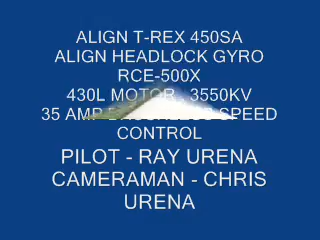 ALIGN T-REX 450SA
ALIGN HEADLOCK GYRO
RCE-500X
430L MOTOR, 3550KV
35 AMP SPEED
CONTROL
PILOT - RAY URENA
CAMERAMAN - CHRIS
URENA